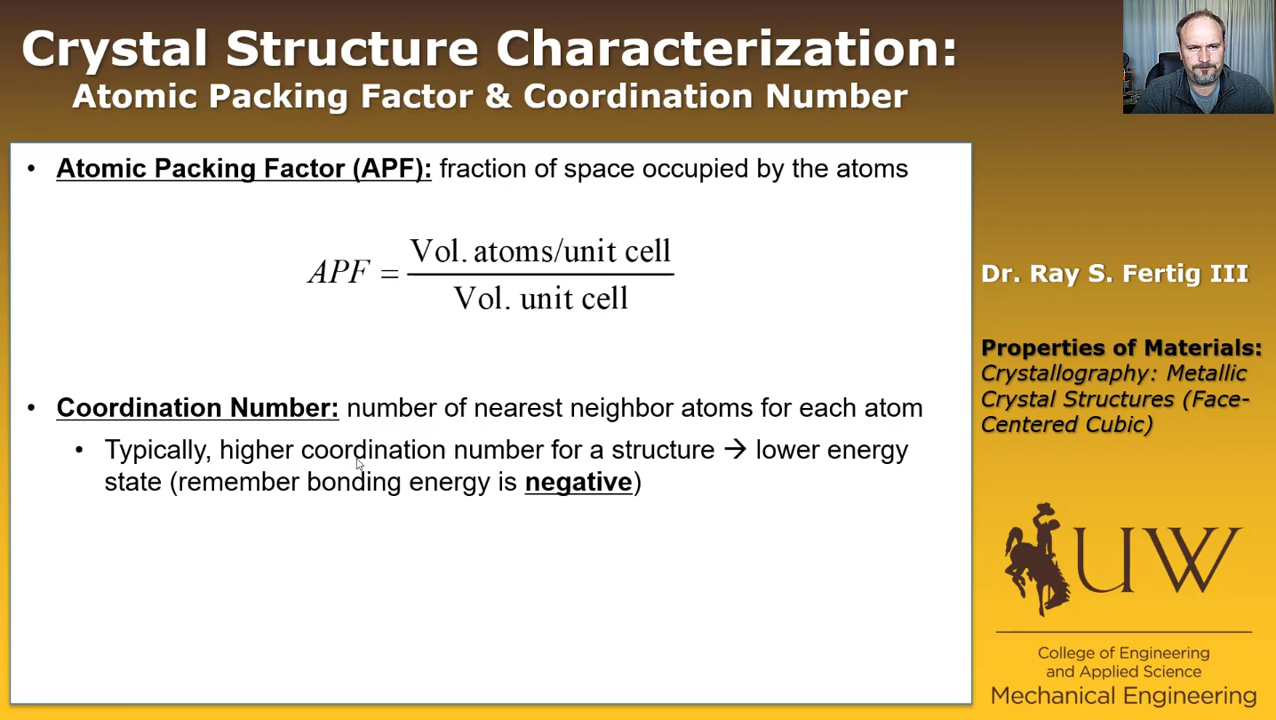 Crystal Structure Characterization:
Atomic Packing Factor & Coordination Number
• Atomic Packing Factor (APF): fraction of space occupied by the atoms
APF = Vol. atoms/unit cell
Vol. unit cell
• Coordination Number: number of nearest neighbor atoms for each atom
• Typically, higher coordination number for a structure → lower energy
state (remember bonding energy is negative)
Dr. Ray S. Fertig III
Properties of Materials:
Crystallography: Metallic
Crystal Structures (Face-
Centered Cubic)
UW
College of Engineering
and Applied Science
Mechanical Engineering